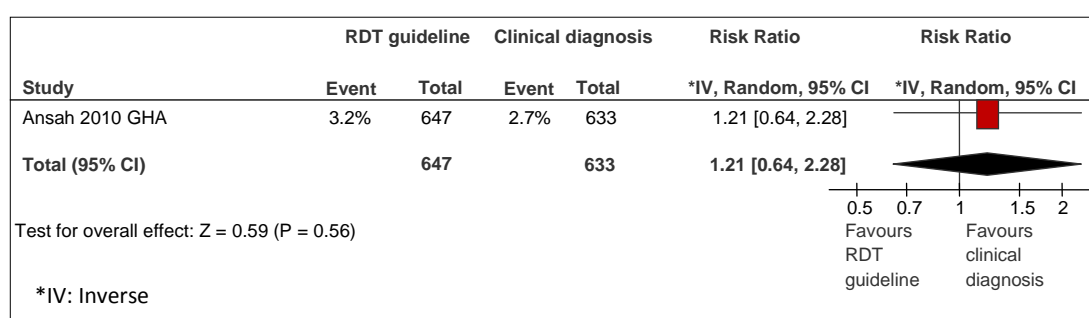 RDT guideline Clinical diagnosis Risk Ratio Risk Ratio
Study Event Total Event Total *IV, Random, 95% CI *IV, Random, 95% CI
Ansah 2010 GHA 3.2% 647 2.7% 633 1.21 [0.64, 2.28]
Total (95% CI) 647 633 1.21 [0.64, 2.28]
0.5 0.7 1 1.5 2
Test for overall effect: Z = 0.59 (P = 0.56)
Favours RDT guideline
Favours clinical diagnosis
*IV: Inverse